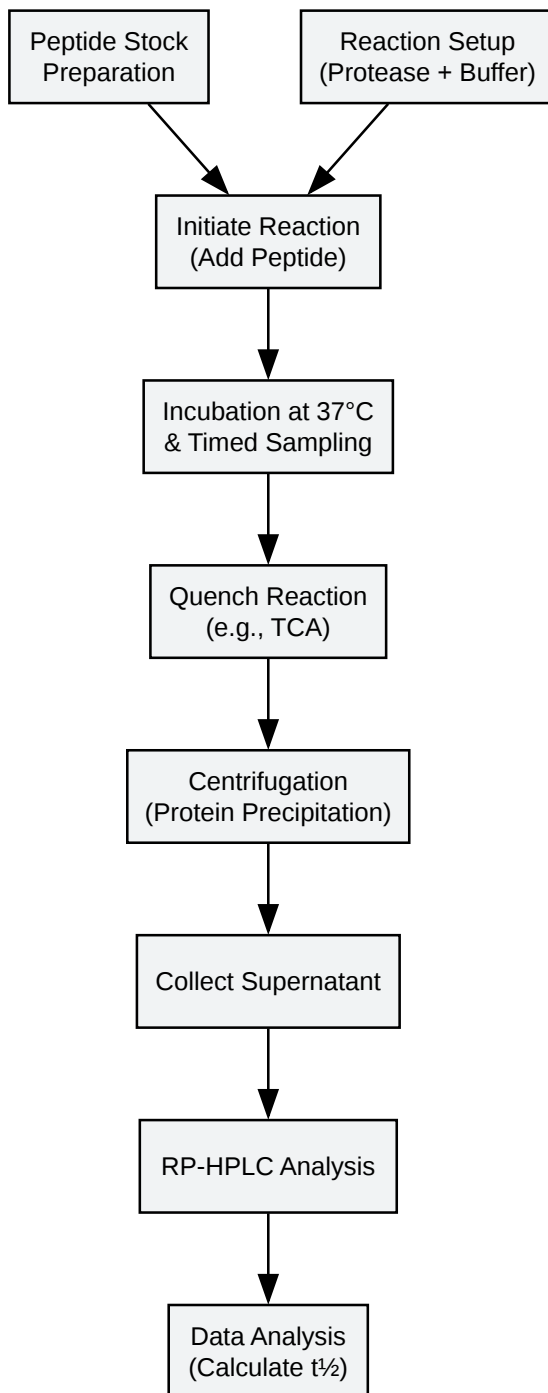 Peptide Stock
Preparation
Reaction Setup
(Protease + Buffer)
Initiate Reaction
(Add Peptide)
Incubation at 37°C
& Timed Sampling
Quench Reaction
(e.g., TCA)
Centrifugation
(Protein Precipitation)
Collect Supernatant
RP-HPLC Analysis
Data Analysis
(Calculate t½)